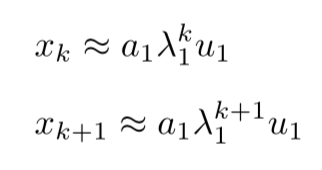 x_k ≈ a_1 λ_1^k u_1
x_{k+1} ≈ a_1 λ_1^{k+1} u_1